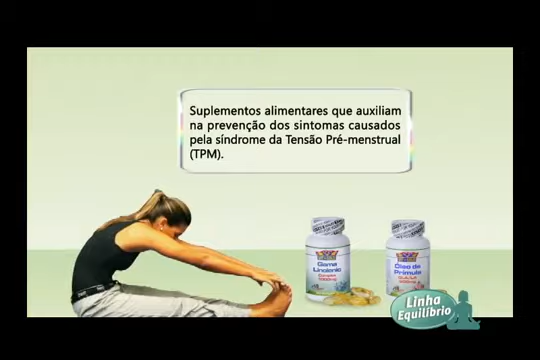 Suplementos alimentares que auxiliam
na prevenção dos sintomas causados
pela síndrome da Tensão Pré-menstrual
(TPM).
Gama
Linolenic
Óleo de
Prímula
Linha
Equilíbrio